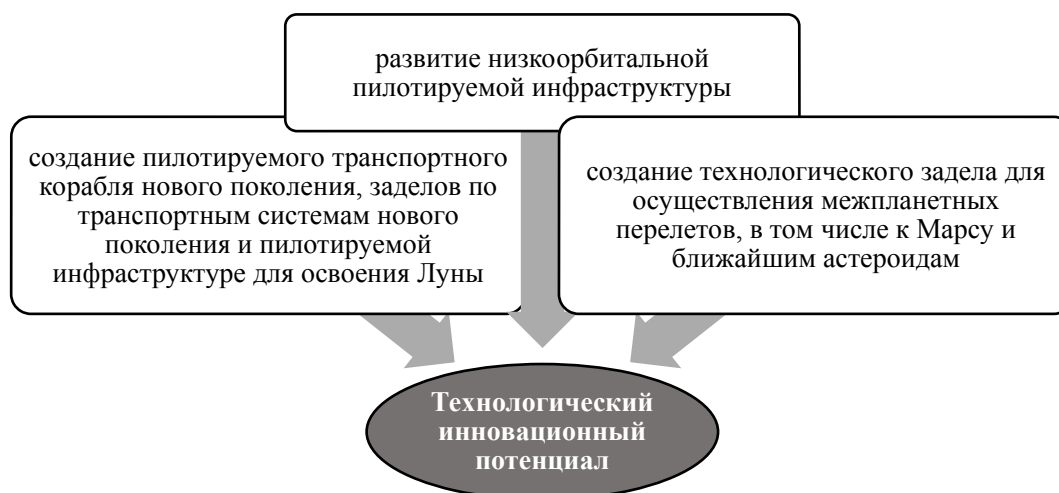 развитие низкоорбитальной
пилотируемой инфраструктуры
создание пилотируемого транспортного
корабля нового поколения, заделов по
транспортным системам нового
поколения и пилотируемой
инфраструктуре для освоения Луны
создание технологического задела для
осуществления межпланетных
перелетов, в том числе к Марсу и
ближайшим астероидам
Технологический
инновационный
потенциал